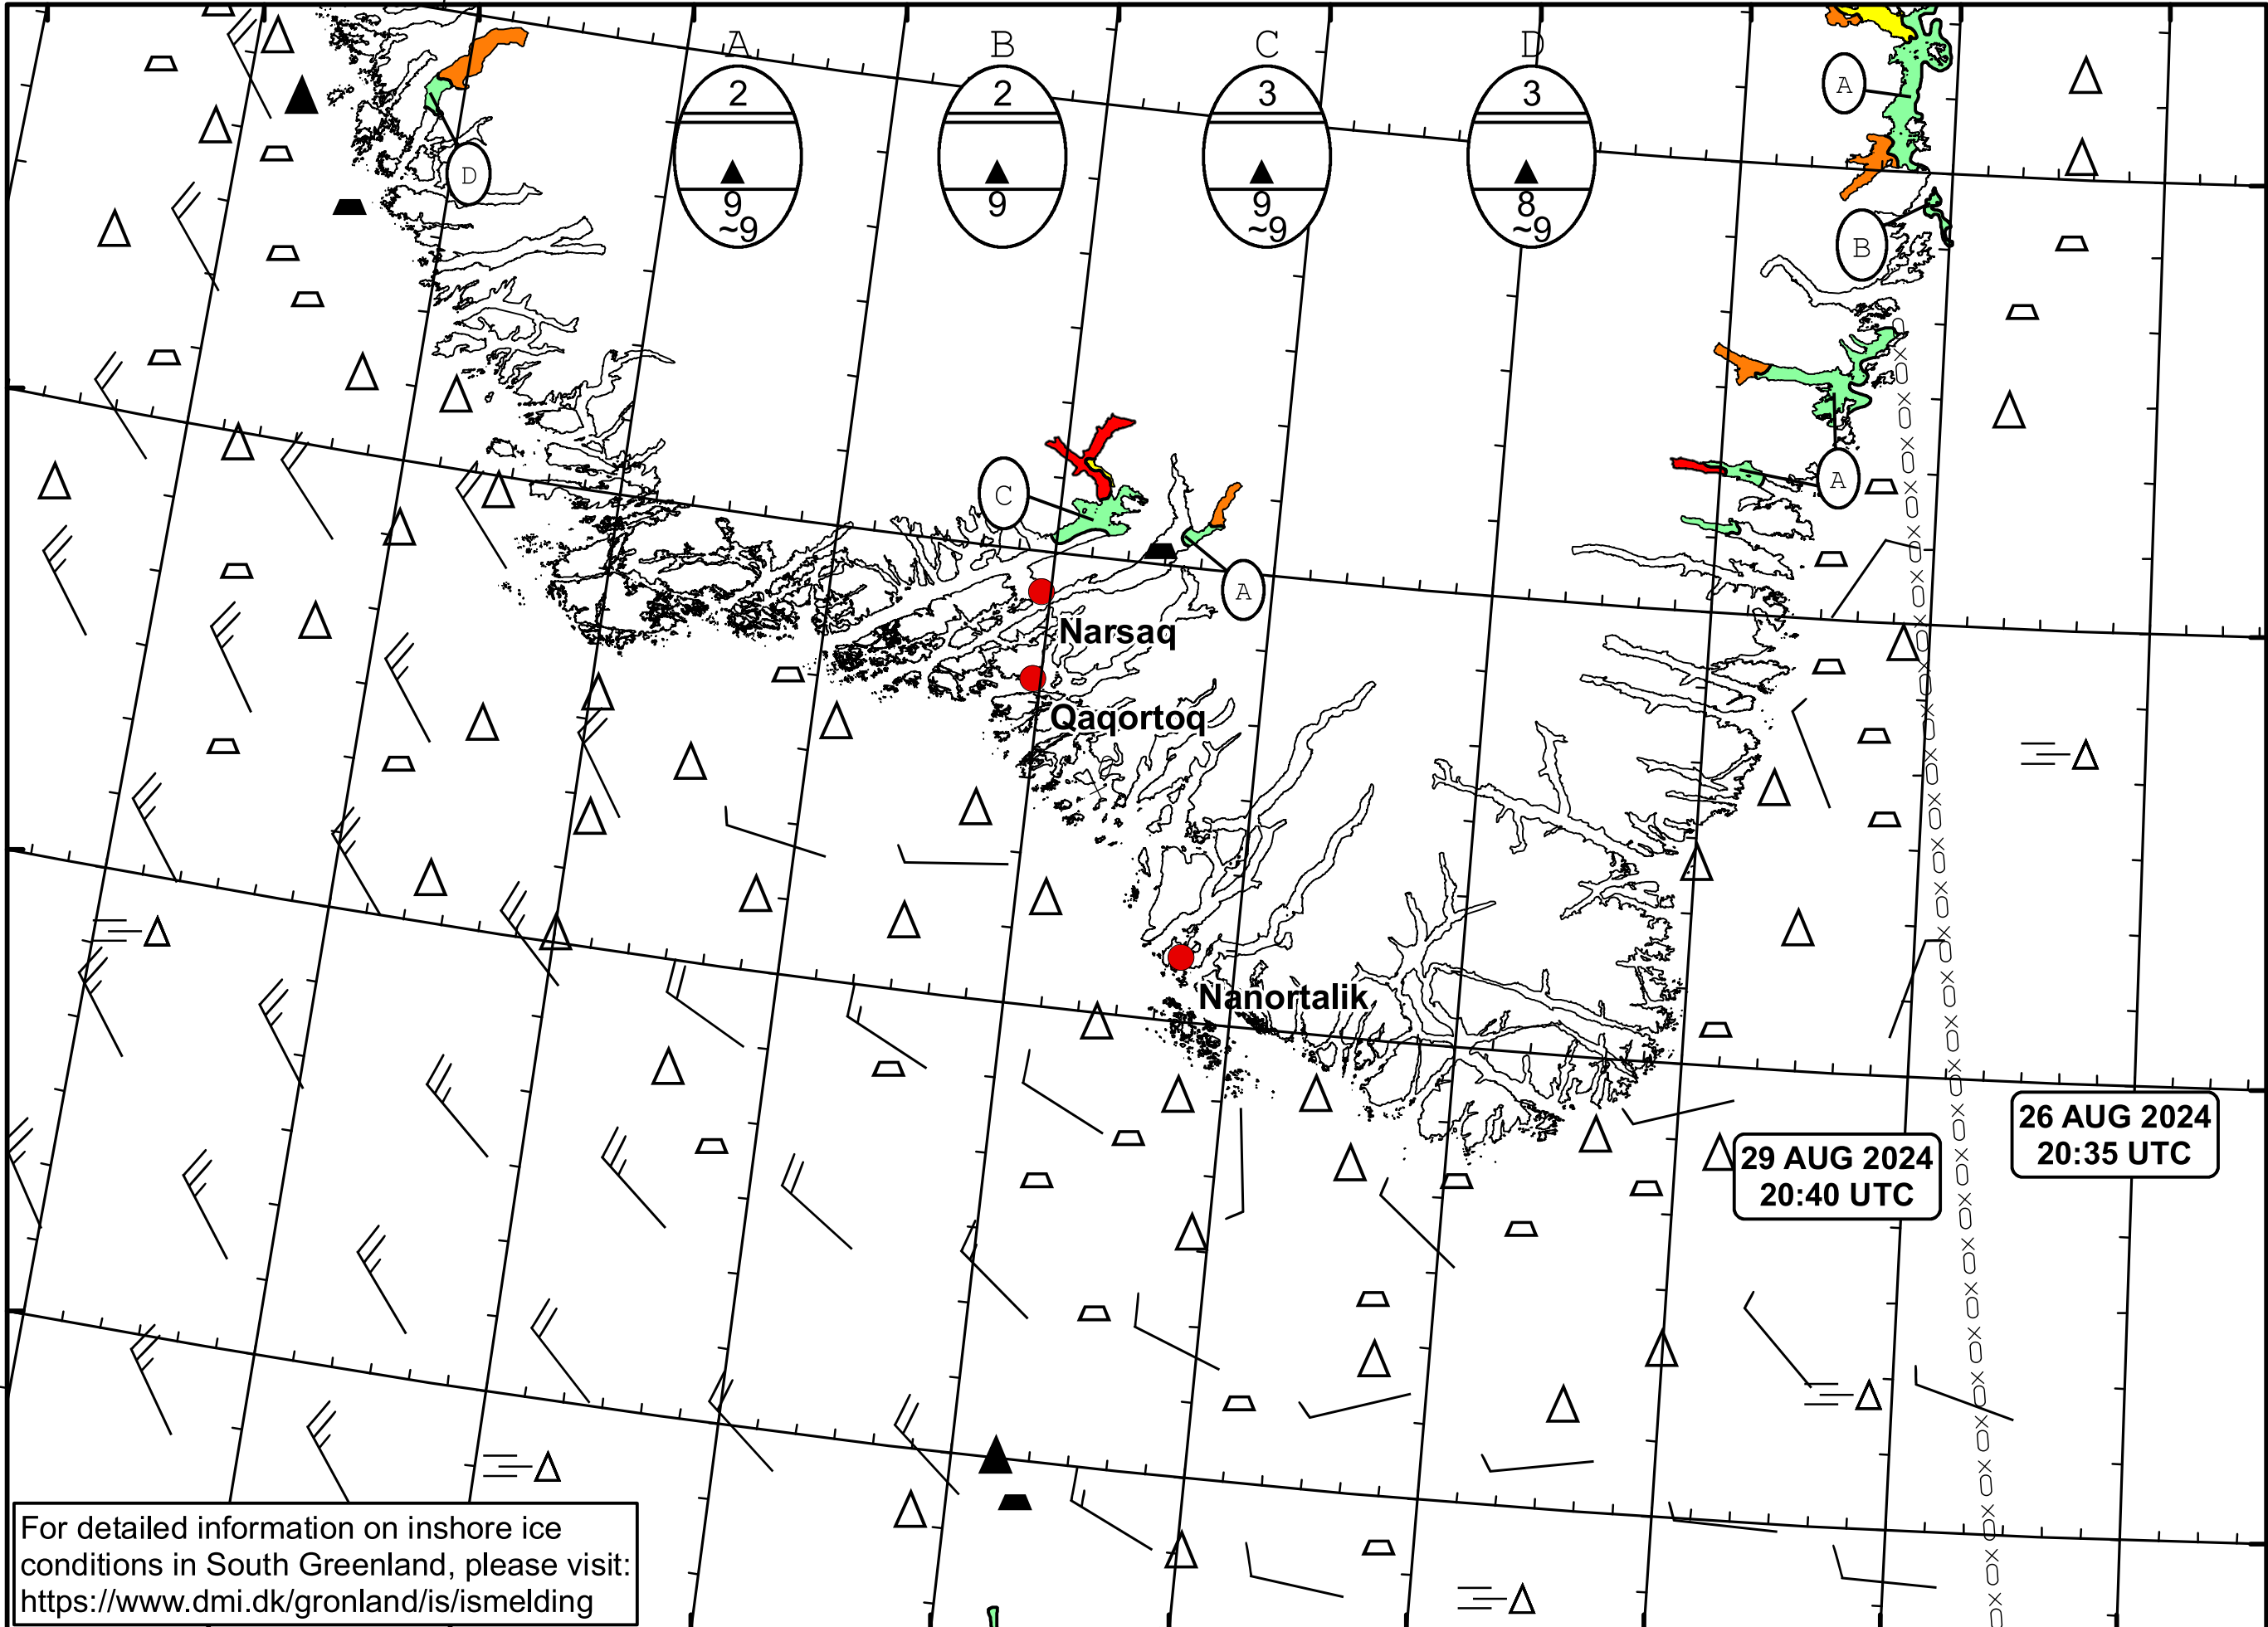 A B C D
2 2 3 3
9 9 9 8
~9 ~9 ~9
A
D
B
C
A
A
Narsaq
Qaqortoq
Nanortalik
26 AUG 2024
20:35 UTC
29 AUG 2024
20:40 UTC
For detailed information on inshore ice
conditions in South Greenland, please visit:
https://www.dmi.dk/gronland/is/ismelding